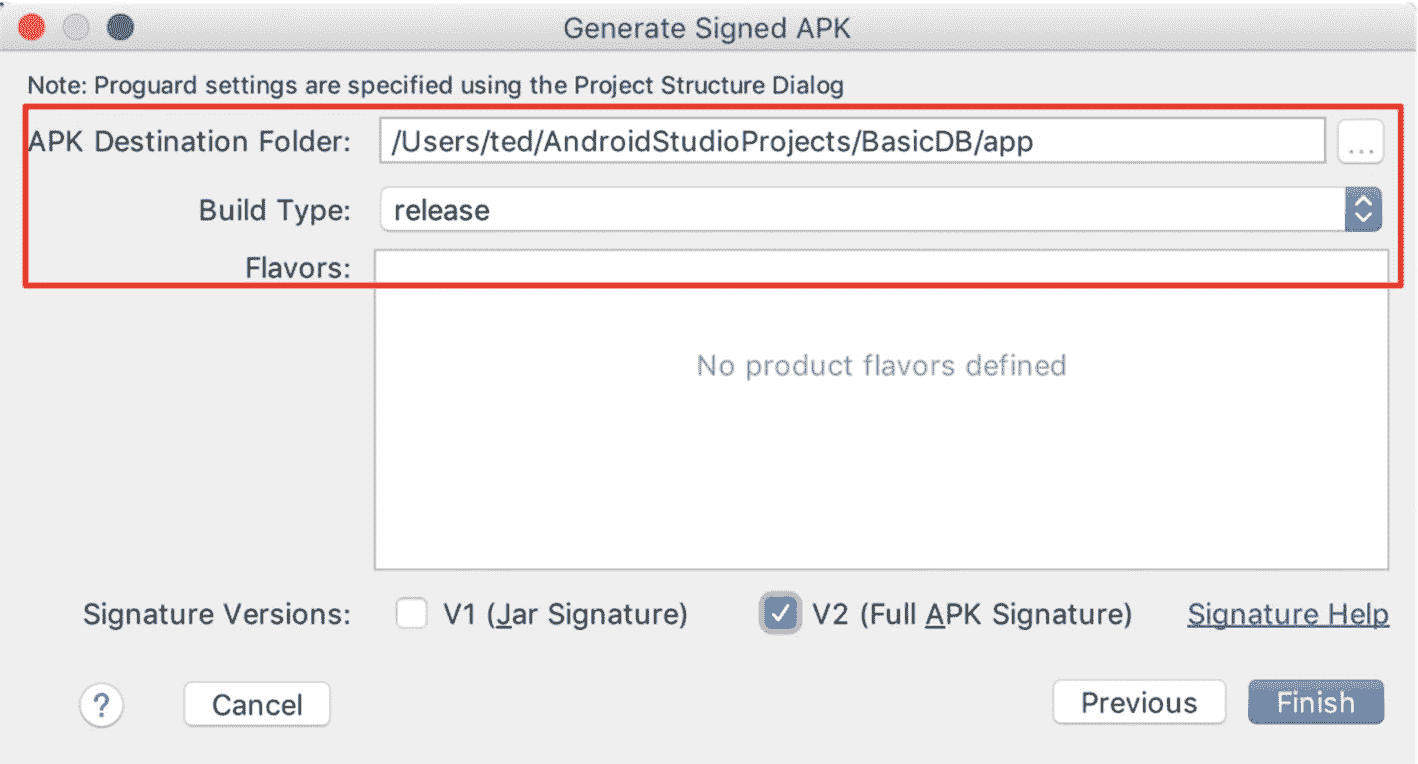 Generate Signed APK
Note: Proguard settings are specified using the Project Structure Dialog
APK Destination Folder: /Users/ted/AndroidStudioProjects/BasicDB/app ...
Build Type: release
Flavors:
No product flavors defined
Signature Versions: V1 (Jar Signature) V2 (Full APK Signature) Signature Help
? Cancel Previous Finish